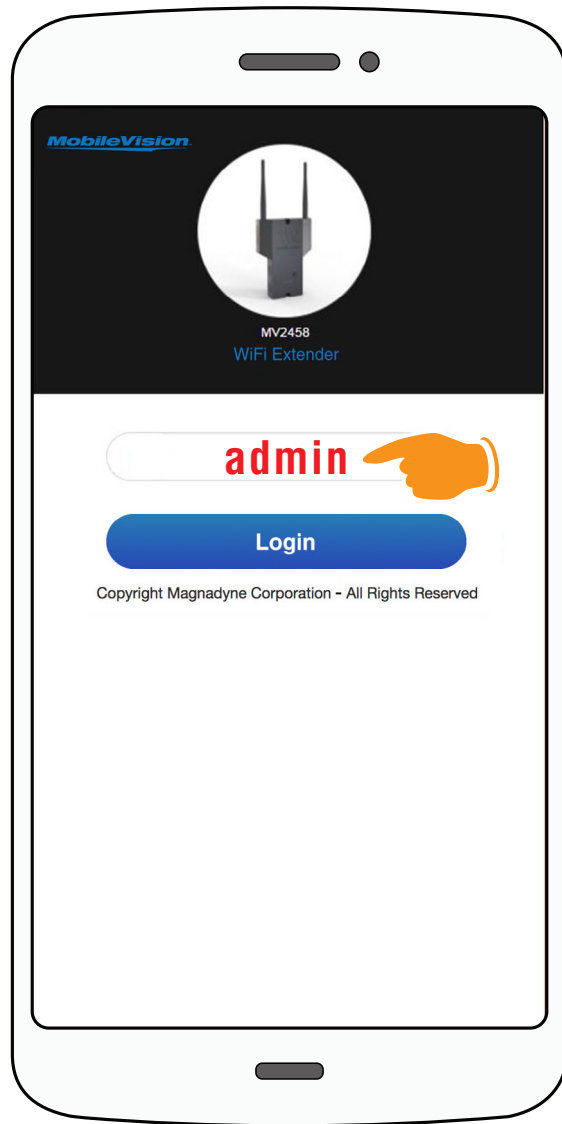 MobileVision
MV2458
WiFi Extender
admin
Login
Copyright Magnadyne Corporation - All Rights Reserved